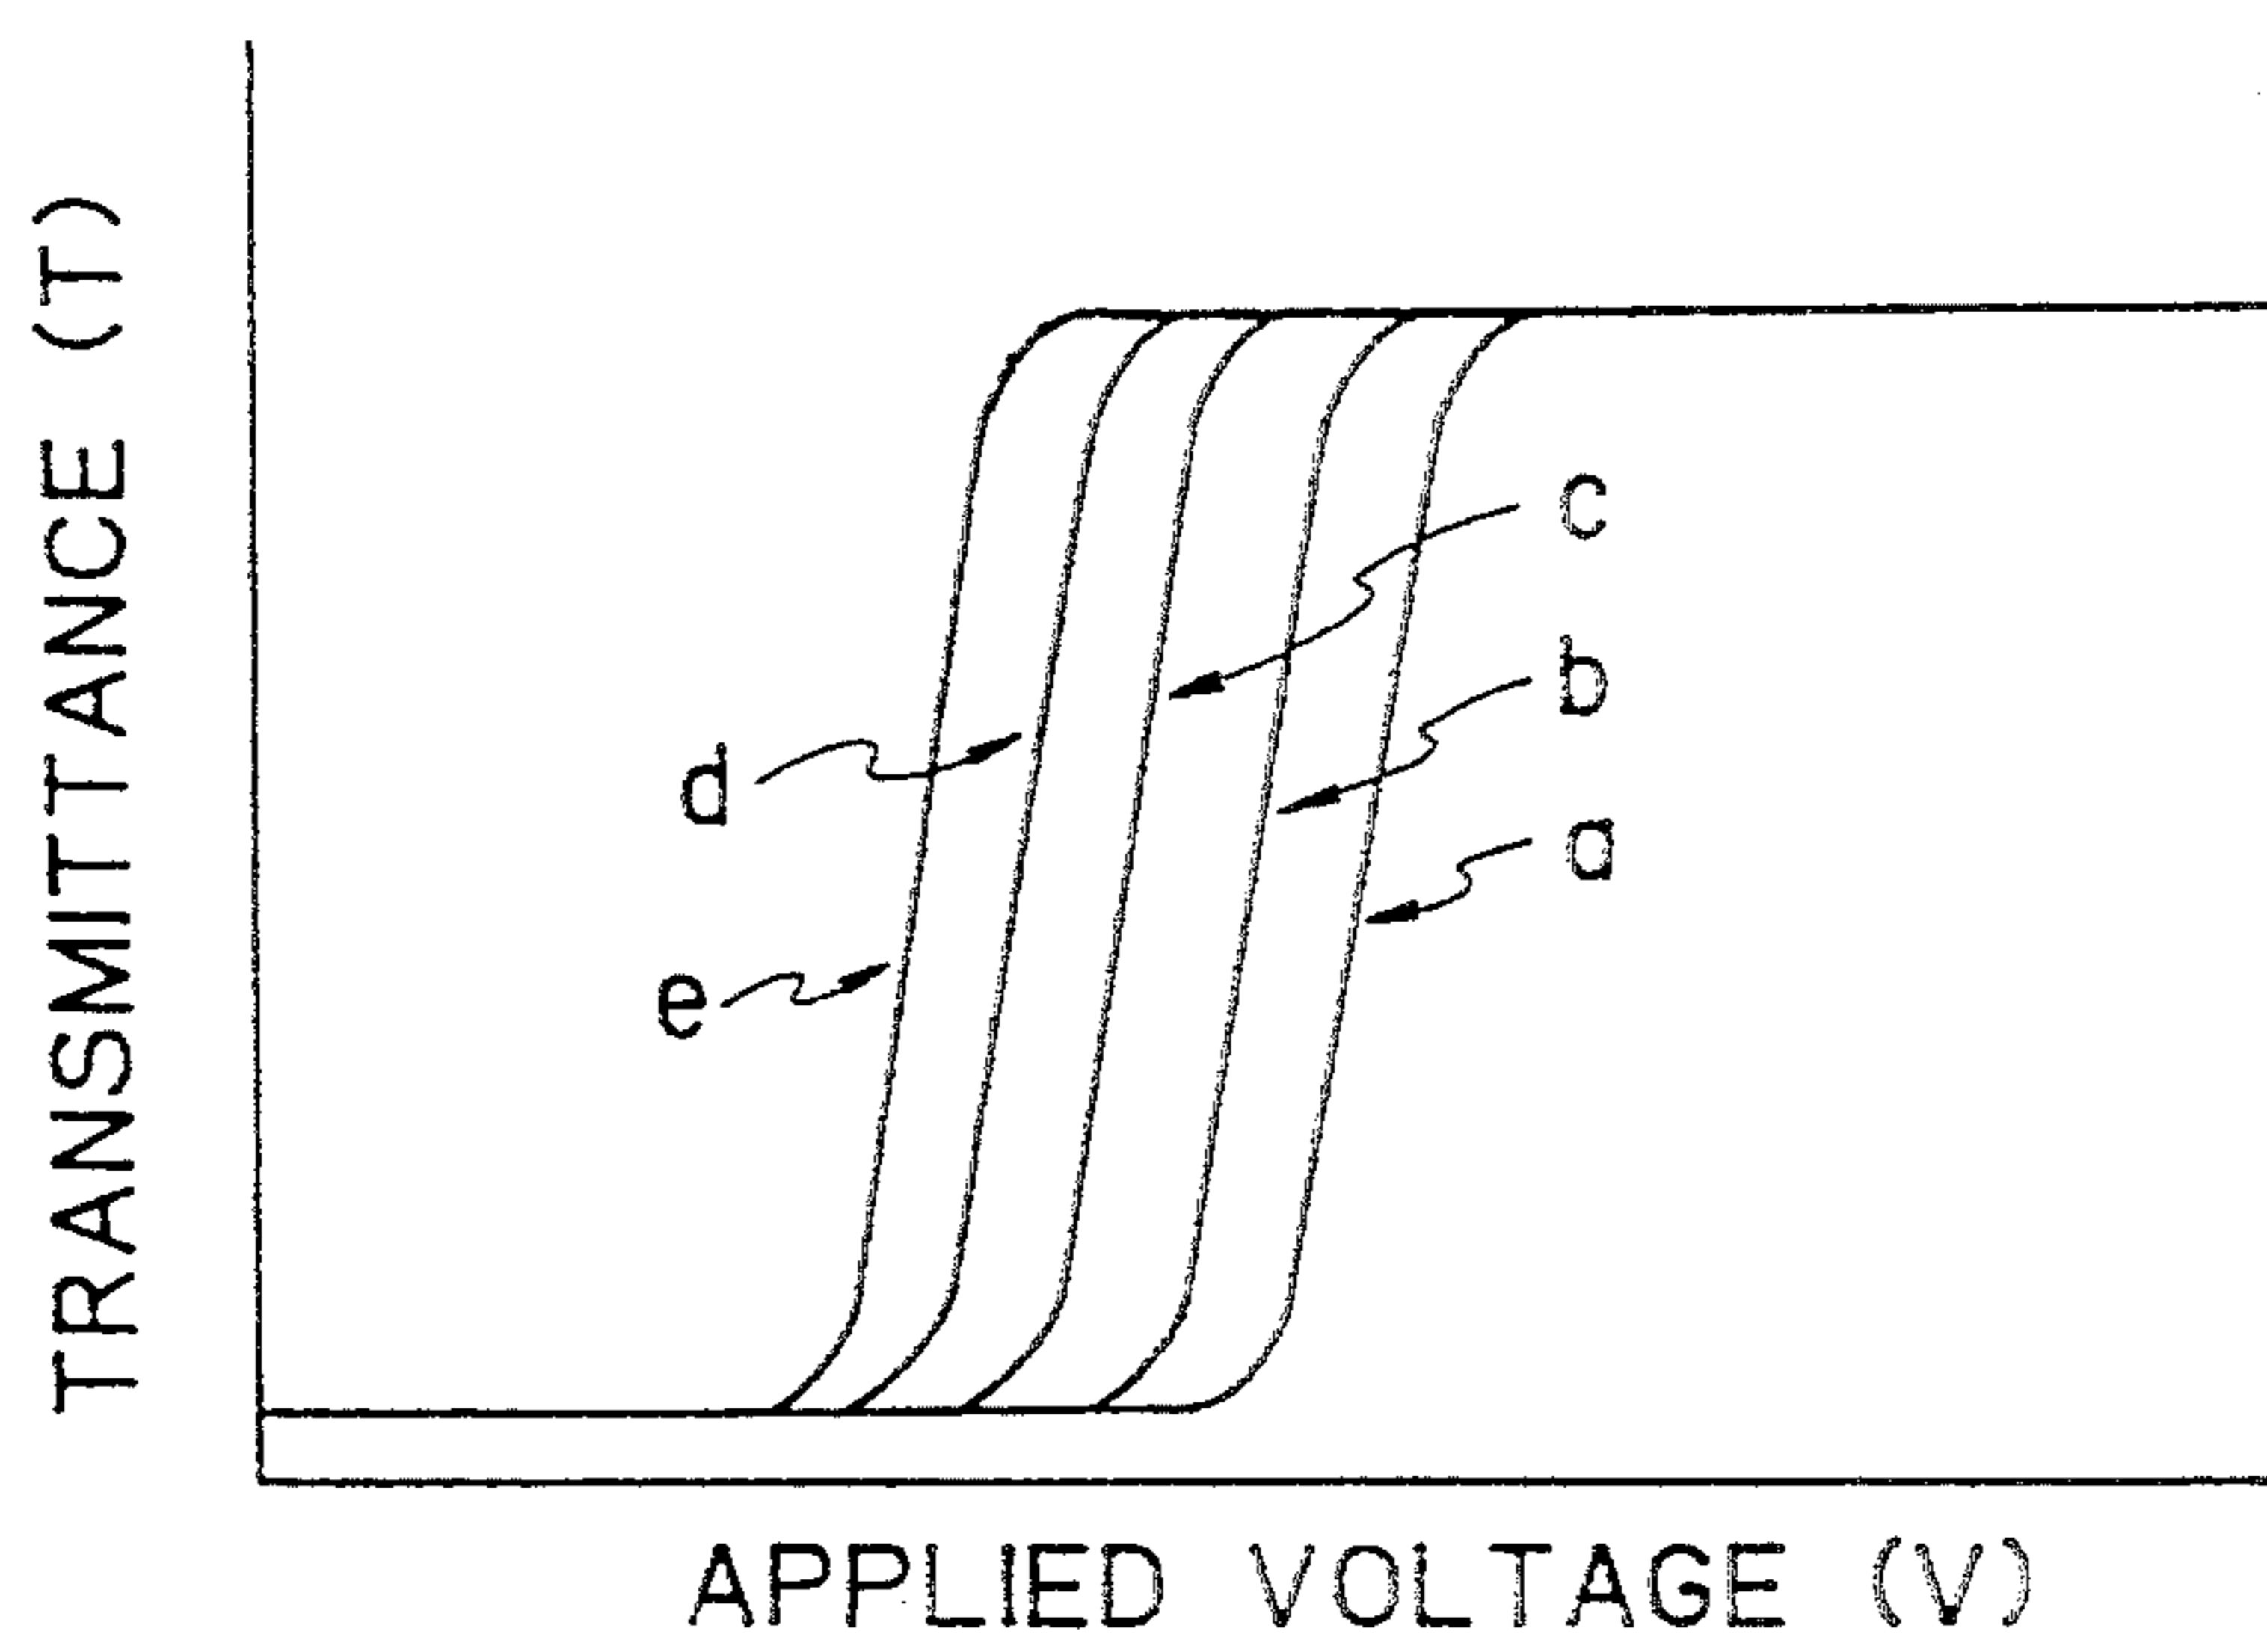 TRANSMITTANCE (T)
c
b
d
a
e
APPLIED VOLTAGE (V)